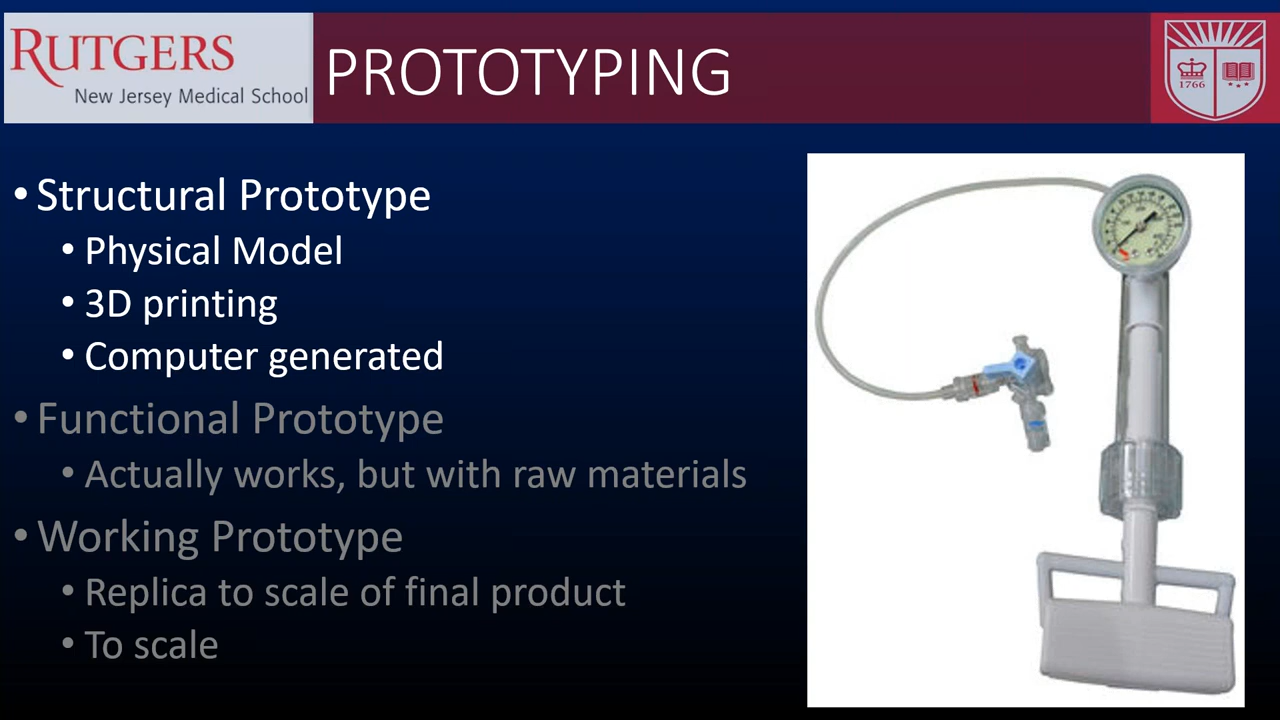 RUTGERS
New Jersey Medical School
PROTOTYPING
1766
• Structural Prototype
• Physical Model
• 3D printing
• Computer generated
• Functional Prototype
• Actually works, but with raw materials
• Working Prototype
• Replica to scale of final product
• To scale